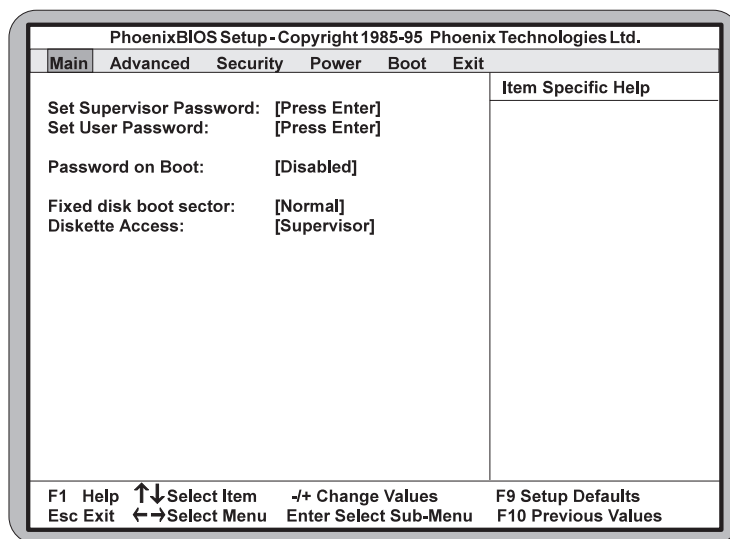 PhoenixBIOS Setup - Copyright 1985-95 Phoenix Technologies Ltd.
Main Advanced Security Power Boot Exit
Item Specific Help
Set Supervisor Password: [Press Enter]
Set User Password: [Press Enter]
Password on Boot: [Disabled]
Fixed disk boot sector: [Normal]
Diskette Access: [Supervisor]
F1 Help ↑↓ Select Item -/+ Change Values F9 Setup Defaults
Esc Exit ←→ Select Menu Enter Select Sub-Menu F10 Previous Values